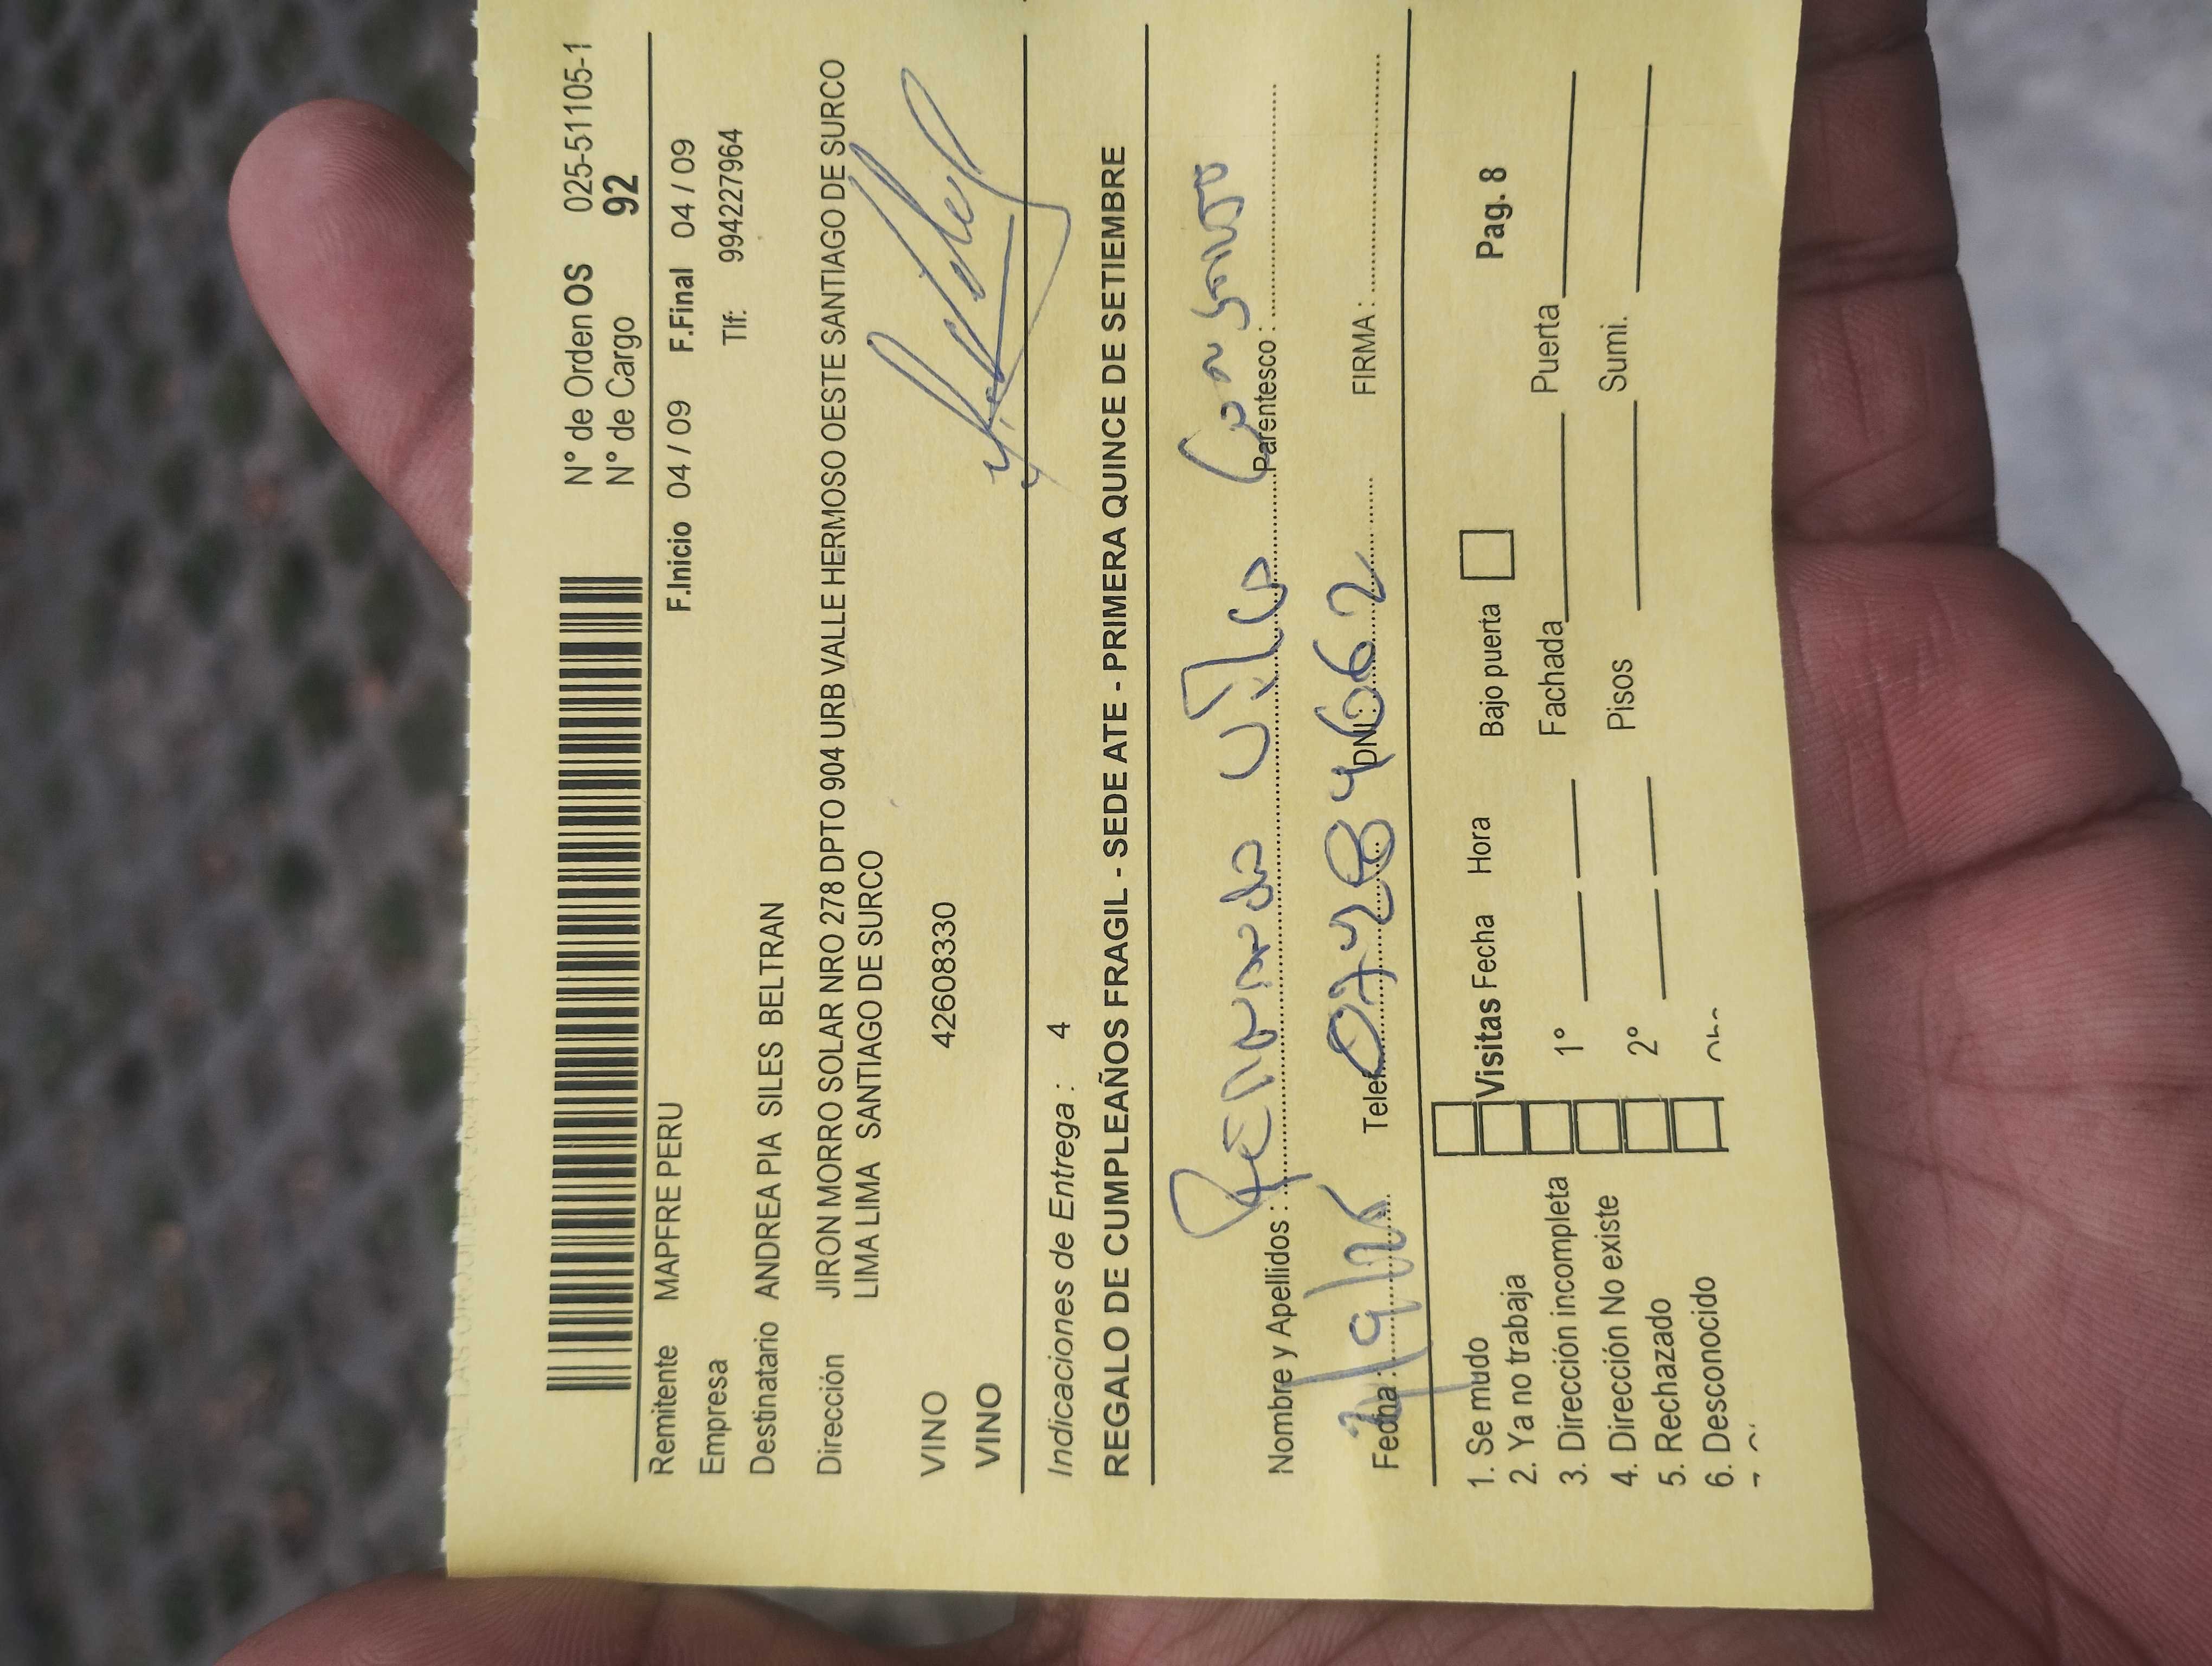 N° de Orden OS 025-51105-1
N° de Cargo 92
F.Inicio 04 / 09 F.Final 04 / 09
Remitente MAPFRE PERU
Empresa Tlf: 994227964
Destinatario ANDREA PIA SILES BELTRAN
Dirección JIRON MORRO SOLAR NRO 278 DPTO 904 URB VALLE HERMOSO OESTE SANTIAGO DE SURCO
LIMA LIMA SANTIAGO DE SURCO
VINO 42608330
VINO
Indicaciones de Entrega : 4
REGALO DE CUMPLEAÑOS FRAGIL - SEDE ATE - PRIMERA QUINCE DE SETIEMBRE
Nombre y Apellidos : Fernando Vilca Parentesco :
Fecha : Telef DNI: FIRMA :
1. Se mudo
2. Ya no trabaja Visitas Fecha Hora Bajo puerta Pag. 8
3. Dirección incompleta 1° Fachada Puerta
4. Dirección No existe 2° Pisos Sumi.
5. Rechazado
6. Desconocido